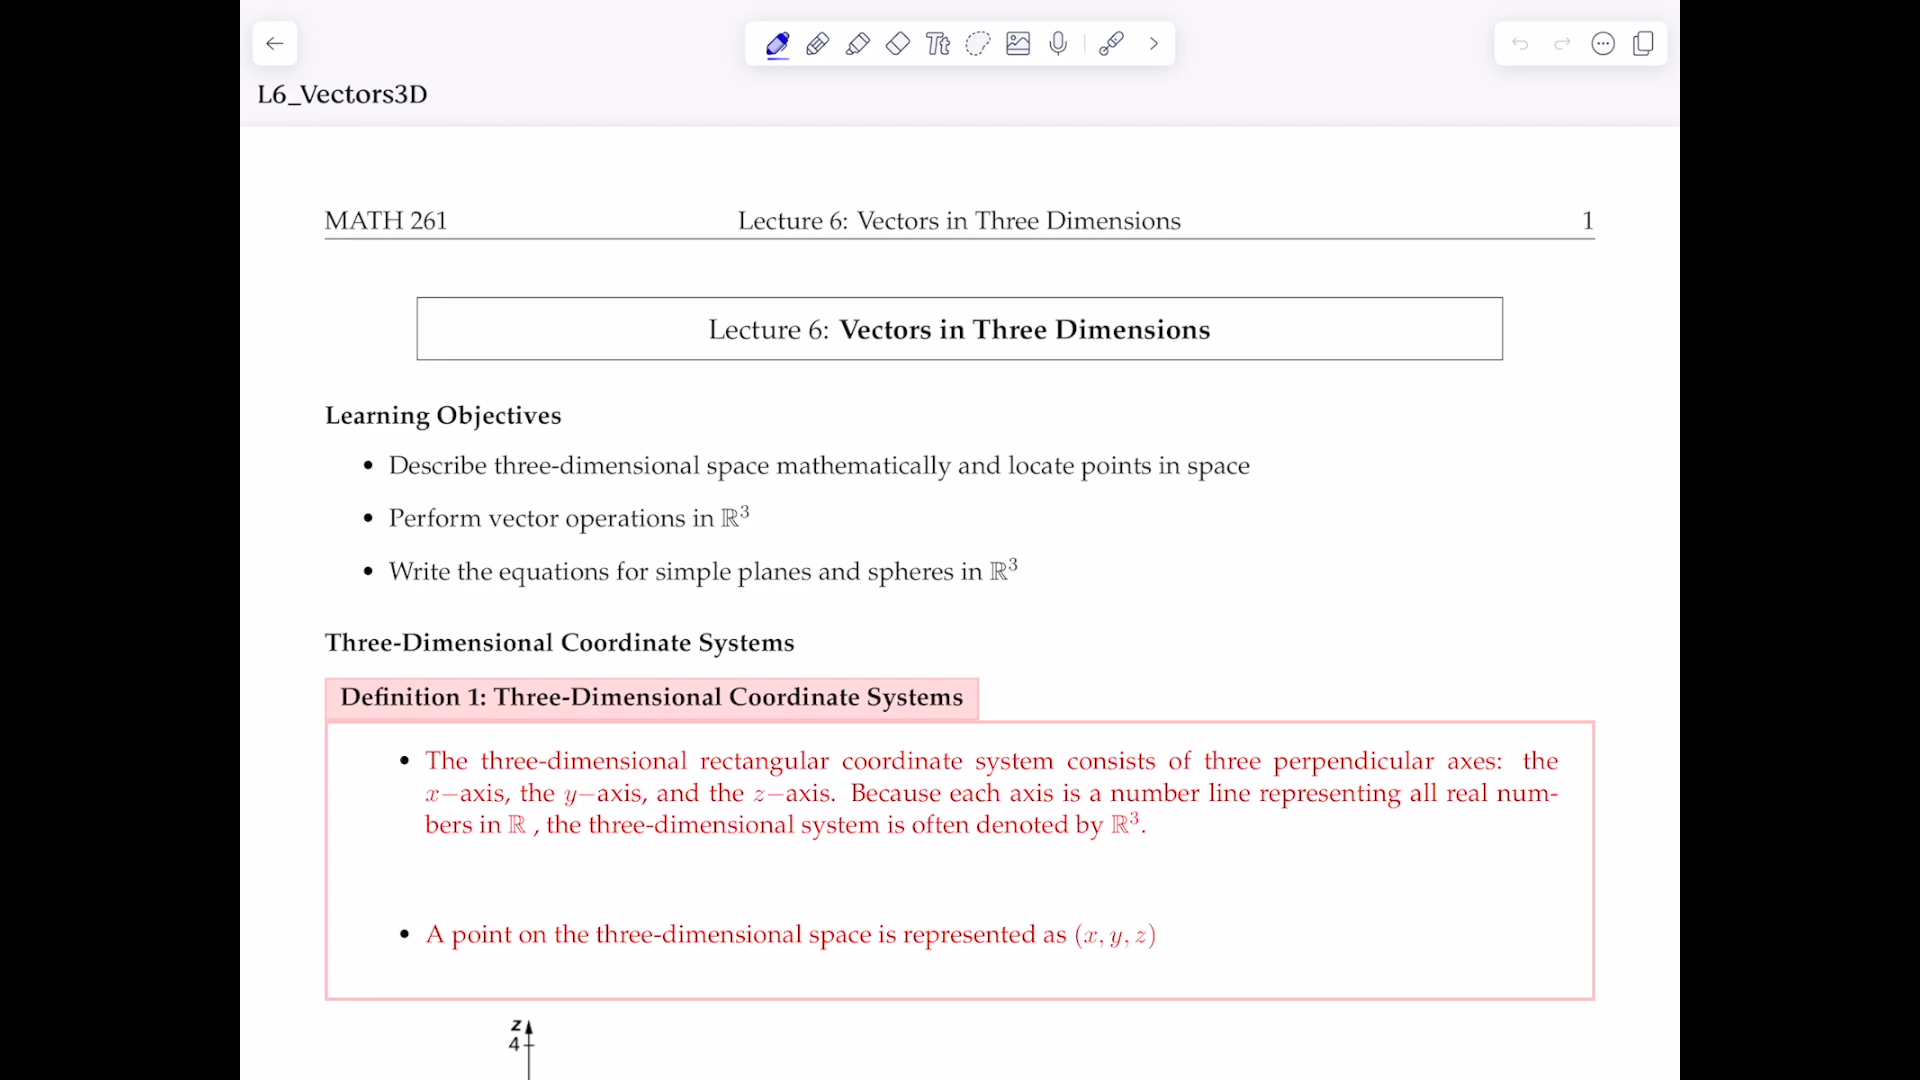 L6_Vectors3D
MATH 261 Lecture 6: Vectors in Three Dimensions 1
Lecture 6: Vectors in Three Dimensions
Learning Objectives
• Describe three-dimensional space mathematically and locate points in space
• Perform vector operations in ℝ³
• Write the equations for simple planes and spheres in ℝ³
Three-Dimensional Coordinate Systems
Definition 1: Three-Dimensional Coordinate Systems
• The three-dimensional rectangular coordinate system consists of three perpendicular axes: the
x−axis, the y−axis, and the z−axis. Because each axis is a number line representing all real num-
bers in ℝ , the three-dimensional system is often denoted by ℝ³.
• A point on the three-dimensional space is represented as (x, y, z)
z
4